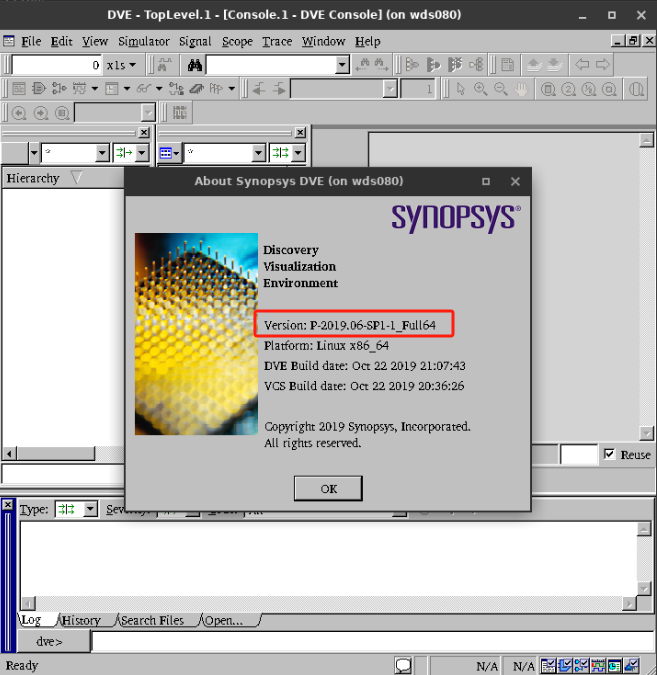 DVE - TopLevel.1 - [Console.1 - DVE Console] (on wds080)
File Edit View Simulator Signal Scope Trace Window Help
0 x1s
1
* *
Hierarchy
About Synopsys DVE (on wds080)
SYNOPSYS®
Discovery
Visualization
Environment
Version: P-2019.06-SP1-1_Full64
Platform: Linux x86_64
DVE Build date: Oct 22 2019 21:07:43
VCS Build date: Oct 22 2019 20:36:26
Copyright 2019 Synopsys, Incorporated.
All rights reserved.
OK
Reuse
Type:
Log History Search Files Open...
dve>
Ready N/A N/A